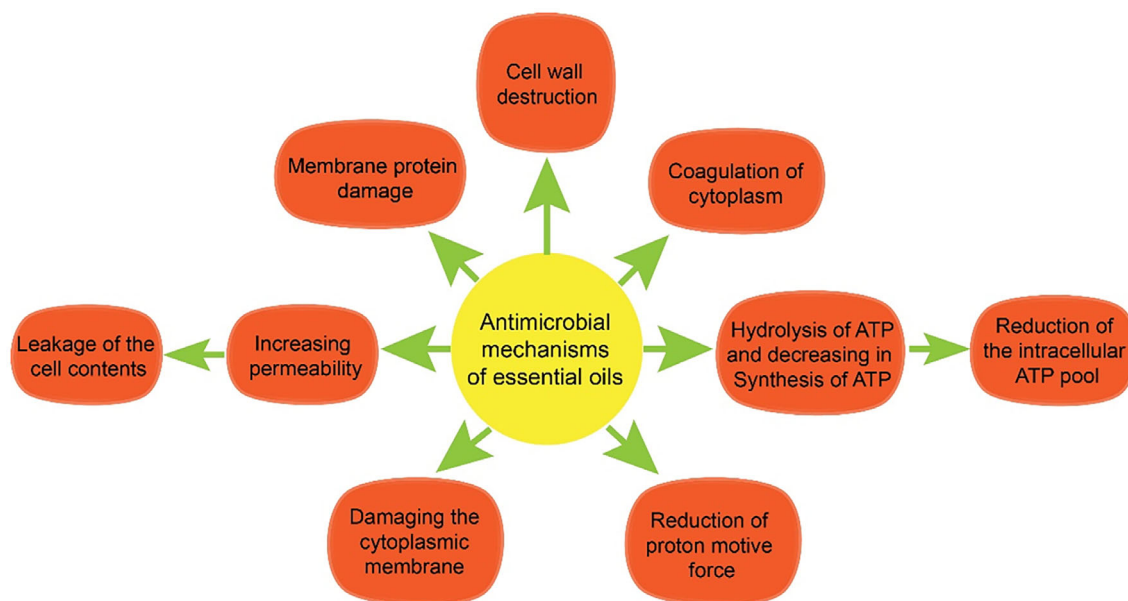 Cell wall
destruction
Membrane protein
damage
Coagulation of
cytoplasm
Leakage of the
cell contents
Increasing
permeability
Antimicrobial
mechanisms
of essential oils
Hydrolysis of ATP
and decreasing in
Synthesis of ATP
Reduction of
the intracellular
ATP pool
Damaging the
cytoplasmic
membrane
Reduction of
proton motive
force